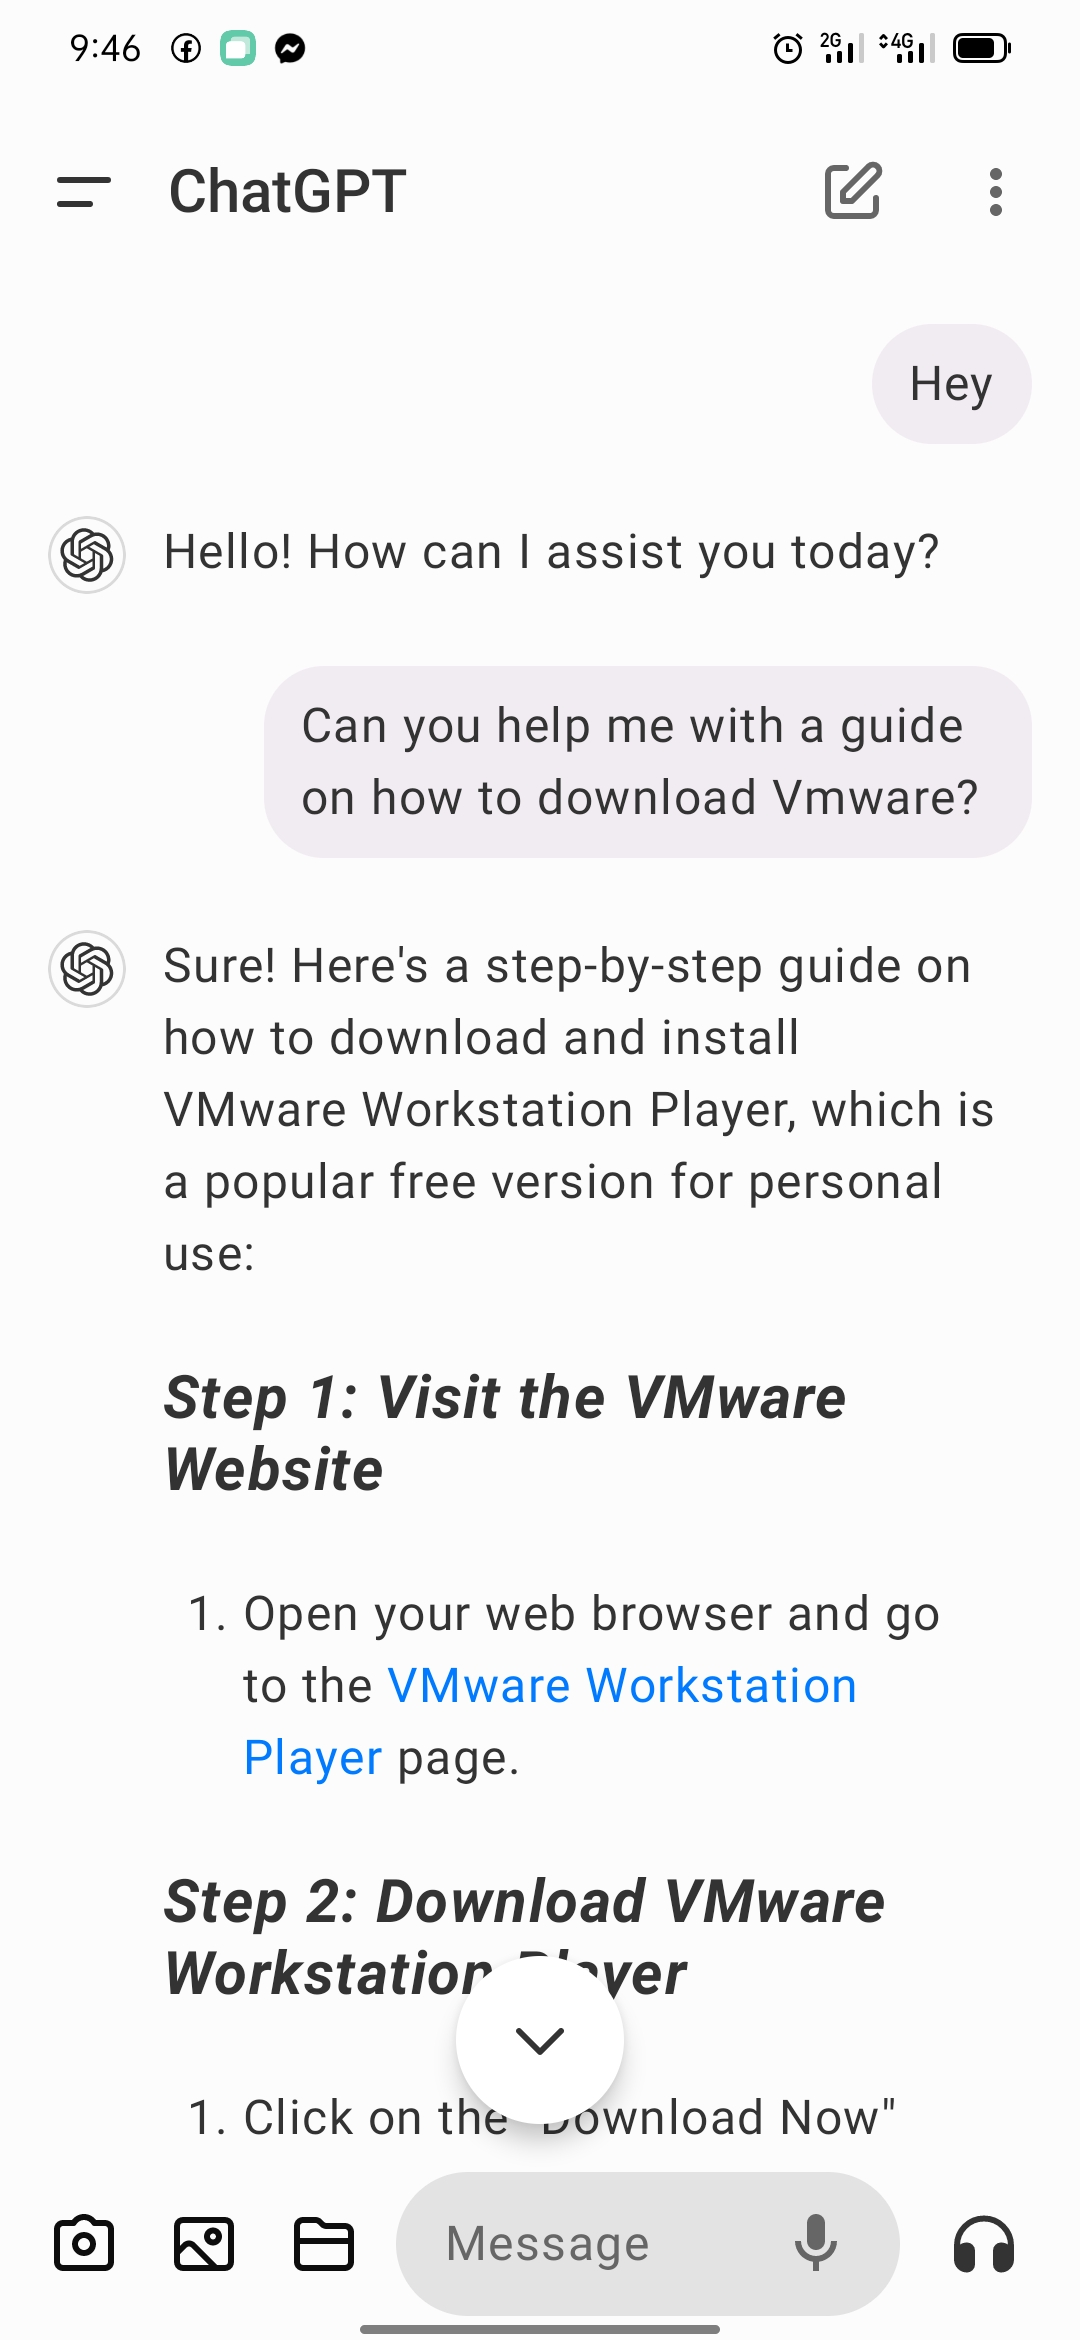 9:46
2G
4G
ChatGPT
Hey
Hello! How can I assist you today?
Can you help me with a guide
on how to download Vmware?
Sure! Here's a step-by-step guide on
how to download and install
VMware Workstation Player, which is
a popular free version for personal
use:
Step 1: Visit the VMware
Website
1. Open your web browser and go
to the VMware Workstation
Player page.
Step 2: Download VMware
Workstation Player
1. Click on the "Download Now"
Message